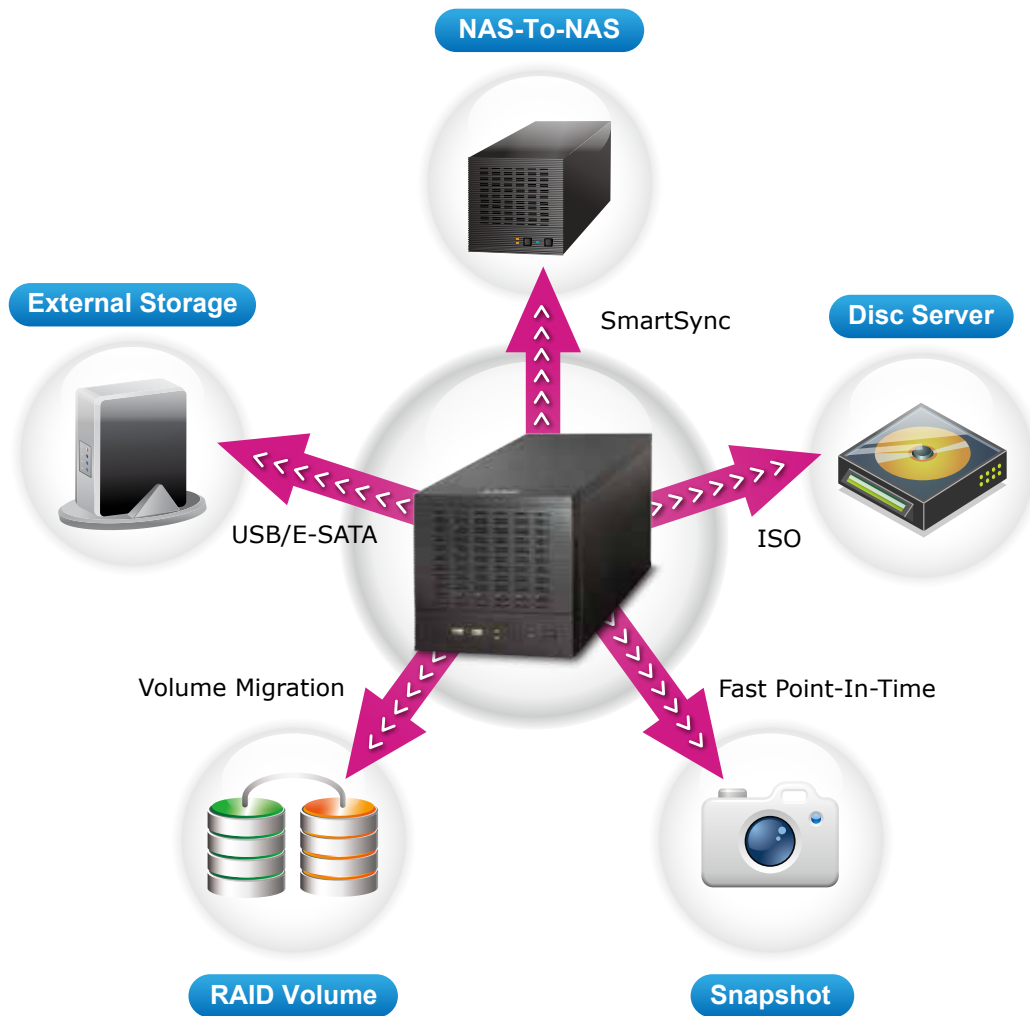 NAS-To-NAS
External Storage
SmartSync
Disc Server
USB/E-SATA
ISO
Volume Migration
Fast Point-In-Time
RAID Volume
Snapshot